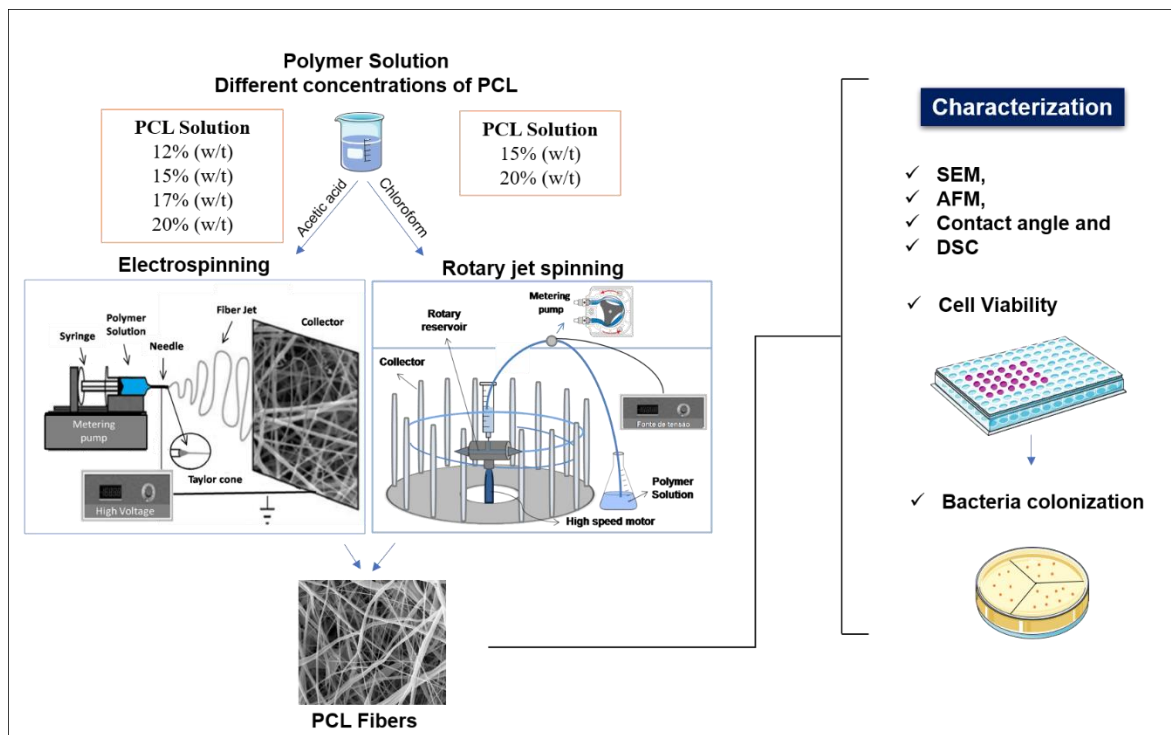 Polymer Solution
Different concentrations of PCL
PCL Solution
12% (w/t)
15% (w/t)
17% (w/t)
20% (w/t)
PCL Solution
15% (w/t)
20% (w/t)
Acetic acid
Chloroform
Electrospinning
Syringe
Polymer
Solution
Needle
Fiber Jet
Collector
Metering
pump
Taylor cone
High Voltage
Rotary jet spinning
Metering
pump
Rotary
reservoir
Collector
Fonte de tensão
Polymer
Solution
High speed motor
PCL Fibers
Characterization
✓ SEM,
✓ AFM,
✓ Contact angle and
✓ DSC
✓ Cell Viability
✓ Bacteria colonization